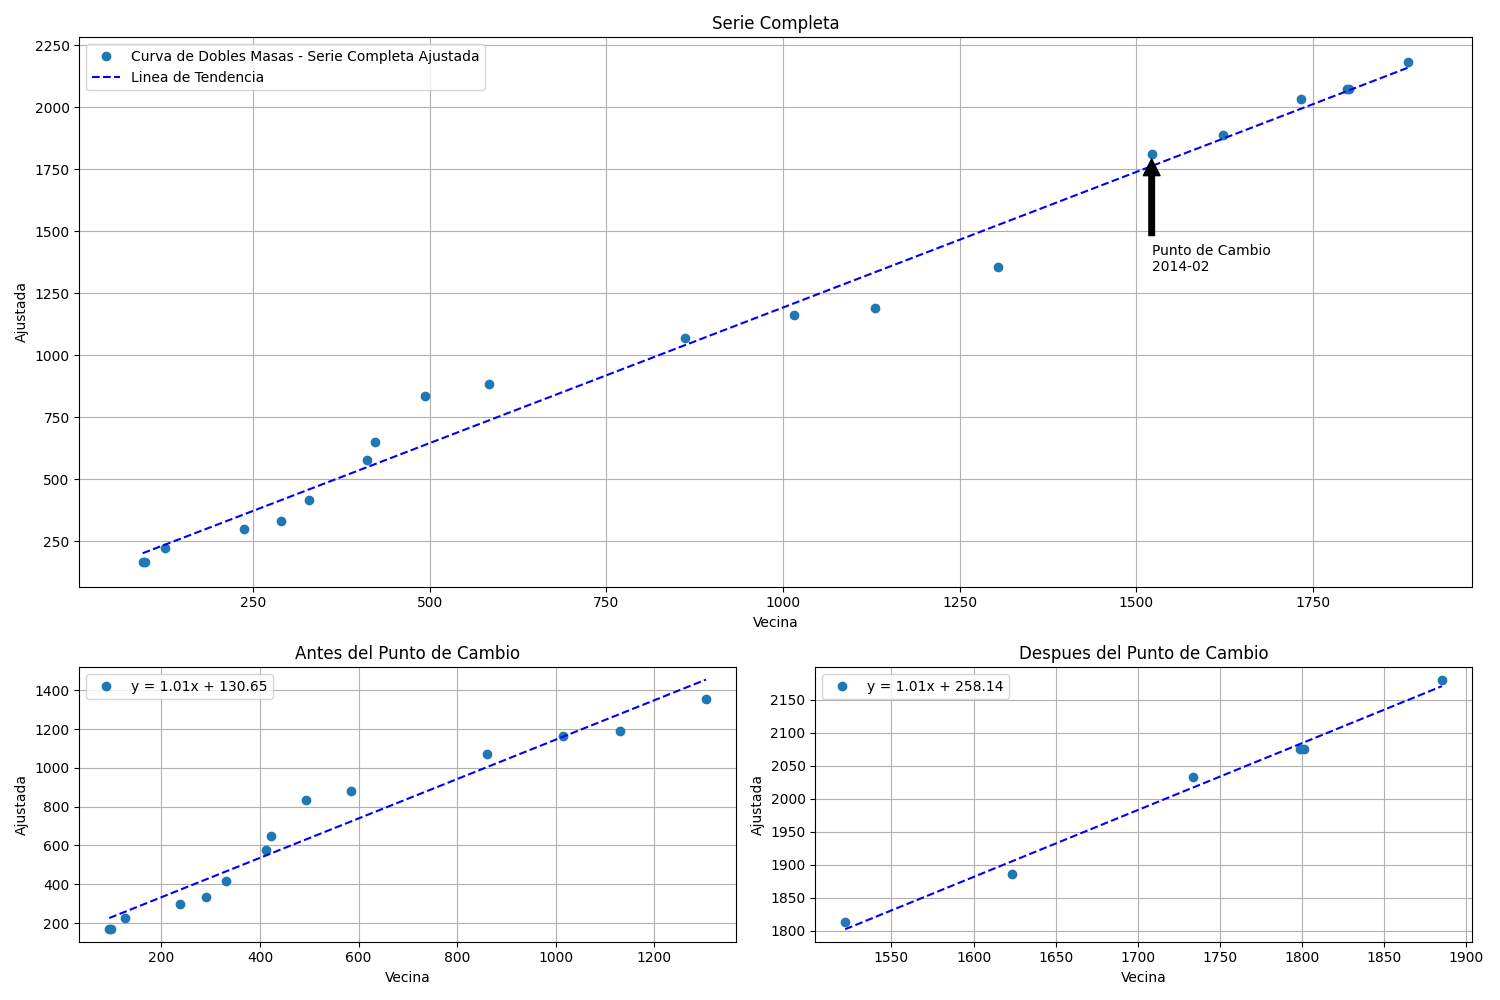 Serie Completa
Curva de Dobles Masas - Serie Completa Ajustada
Linea de Tendencia
2250
2000
1750
1500
1250
1000
750
500
250
Ajustada
Punto de Cambio
2014-02
250 500 750 1000 1250 1500 1750
Vecina
Antes del Punto de Cambio
y = 1.01x + 130.65
1400
1200
1000
800
600
400
200
Ajustada
200 400 600 800 1000 1200
Vecina
Despues del Punto de Cambio
y = 1.01x + 258.14
2150
2100
2050
2000
1950
1900
1850
1800
Ajustada
1550 1600 1650 1700 1750 1800 1850 1900
Vecina